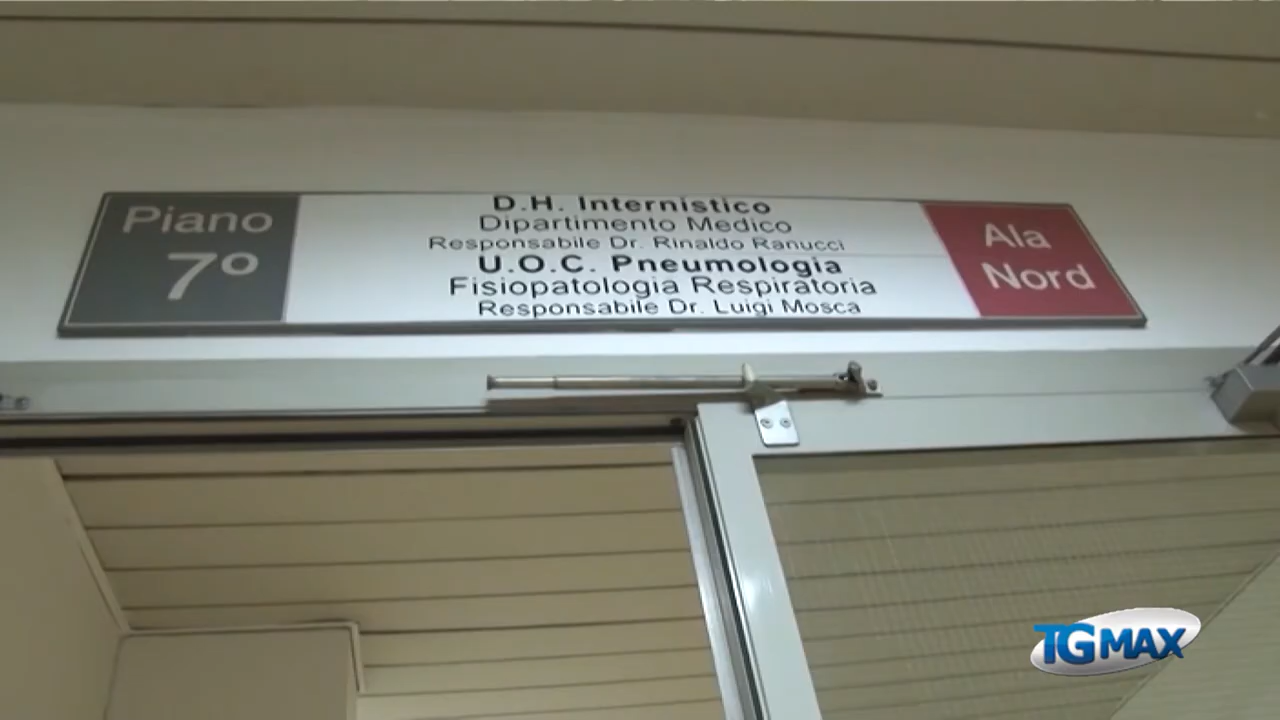 Piano
7º
D.H. Internistico
Dipartimento Medico
Responsabile Dr. Rinaldo Ranucci
U.O.C. Pneumologia
Fisiopatologia Respiratoria
Responsabile Dr. Luigi Mosca
Ala
Nord
TGMAX